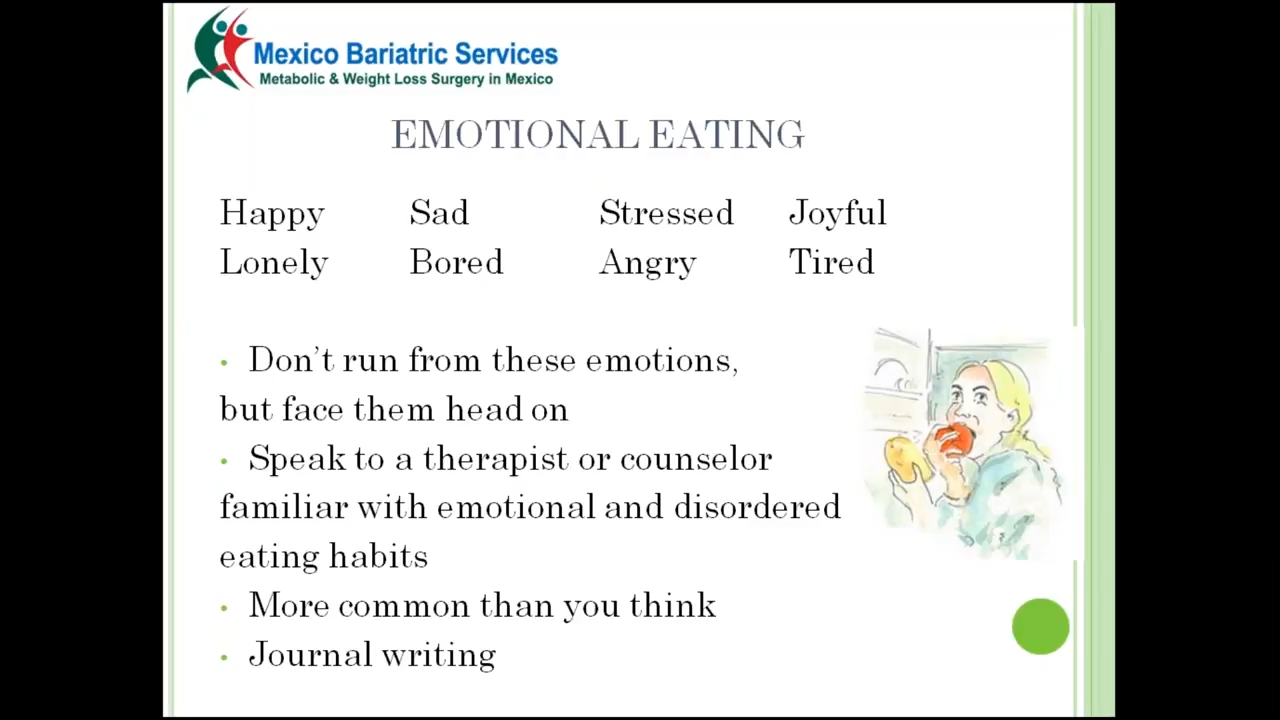 Mexico Bariatric Services
Metabolic & Weight Loss Surgery in Mexico
EMOTIONAL EATING
Happy Sad Stressed Joyful
Lonely Bored Angry Tired
• Don’t run from these emotions,
but face them head on
• Speak to a therapist or counselor
familiar with emotional and disordered
eating habits
• More common than you think
• Journal writing